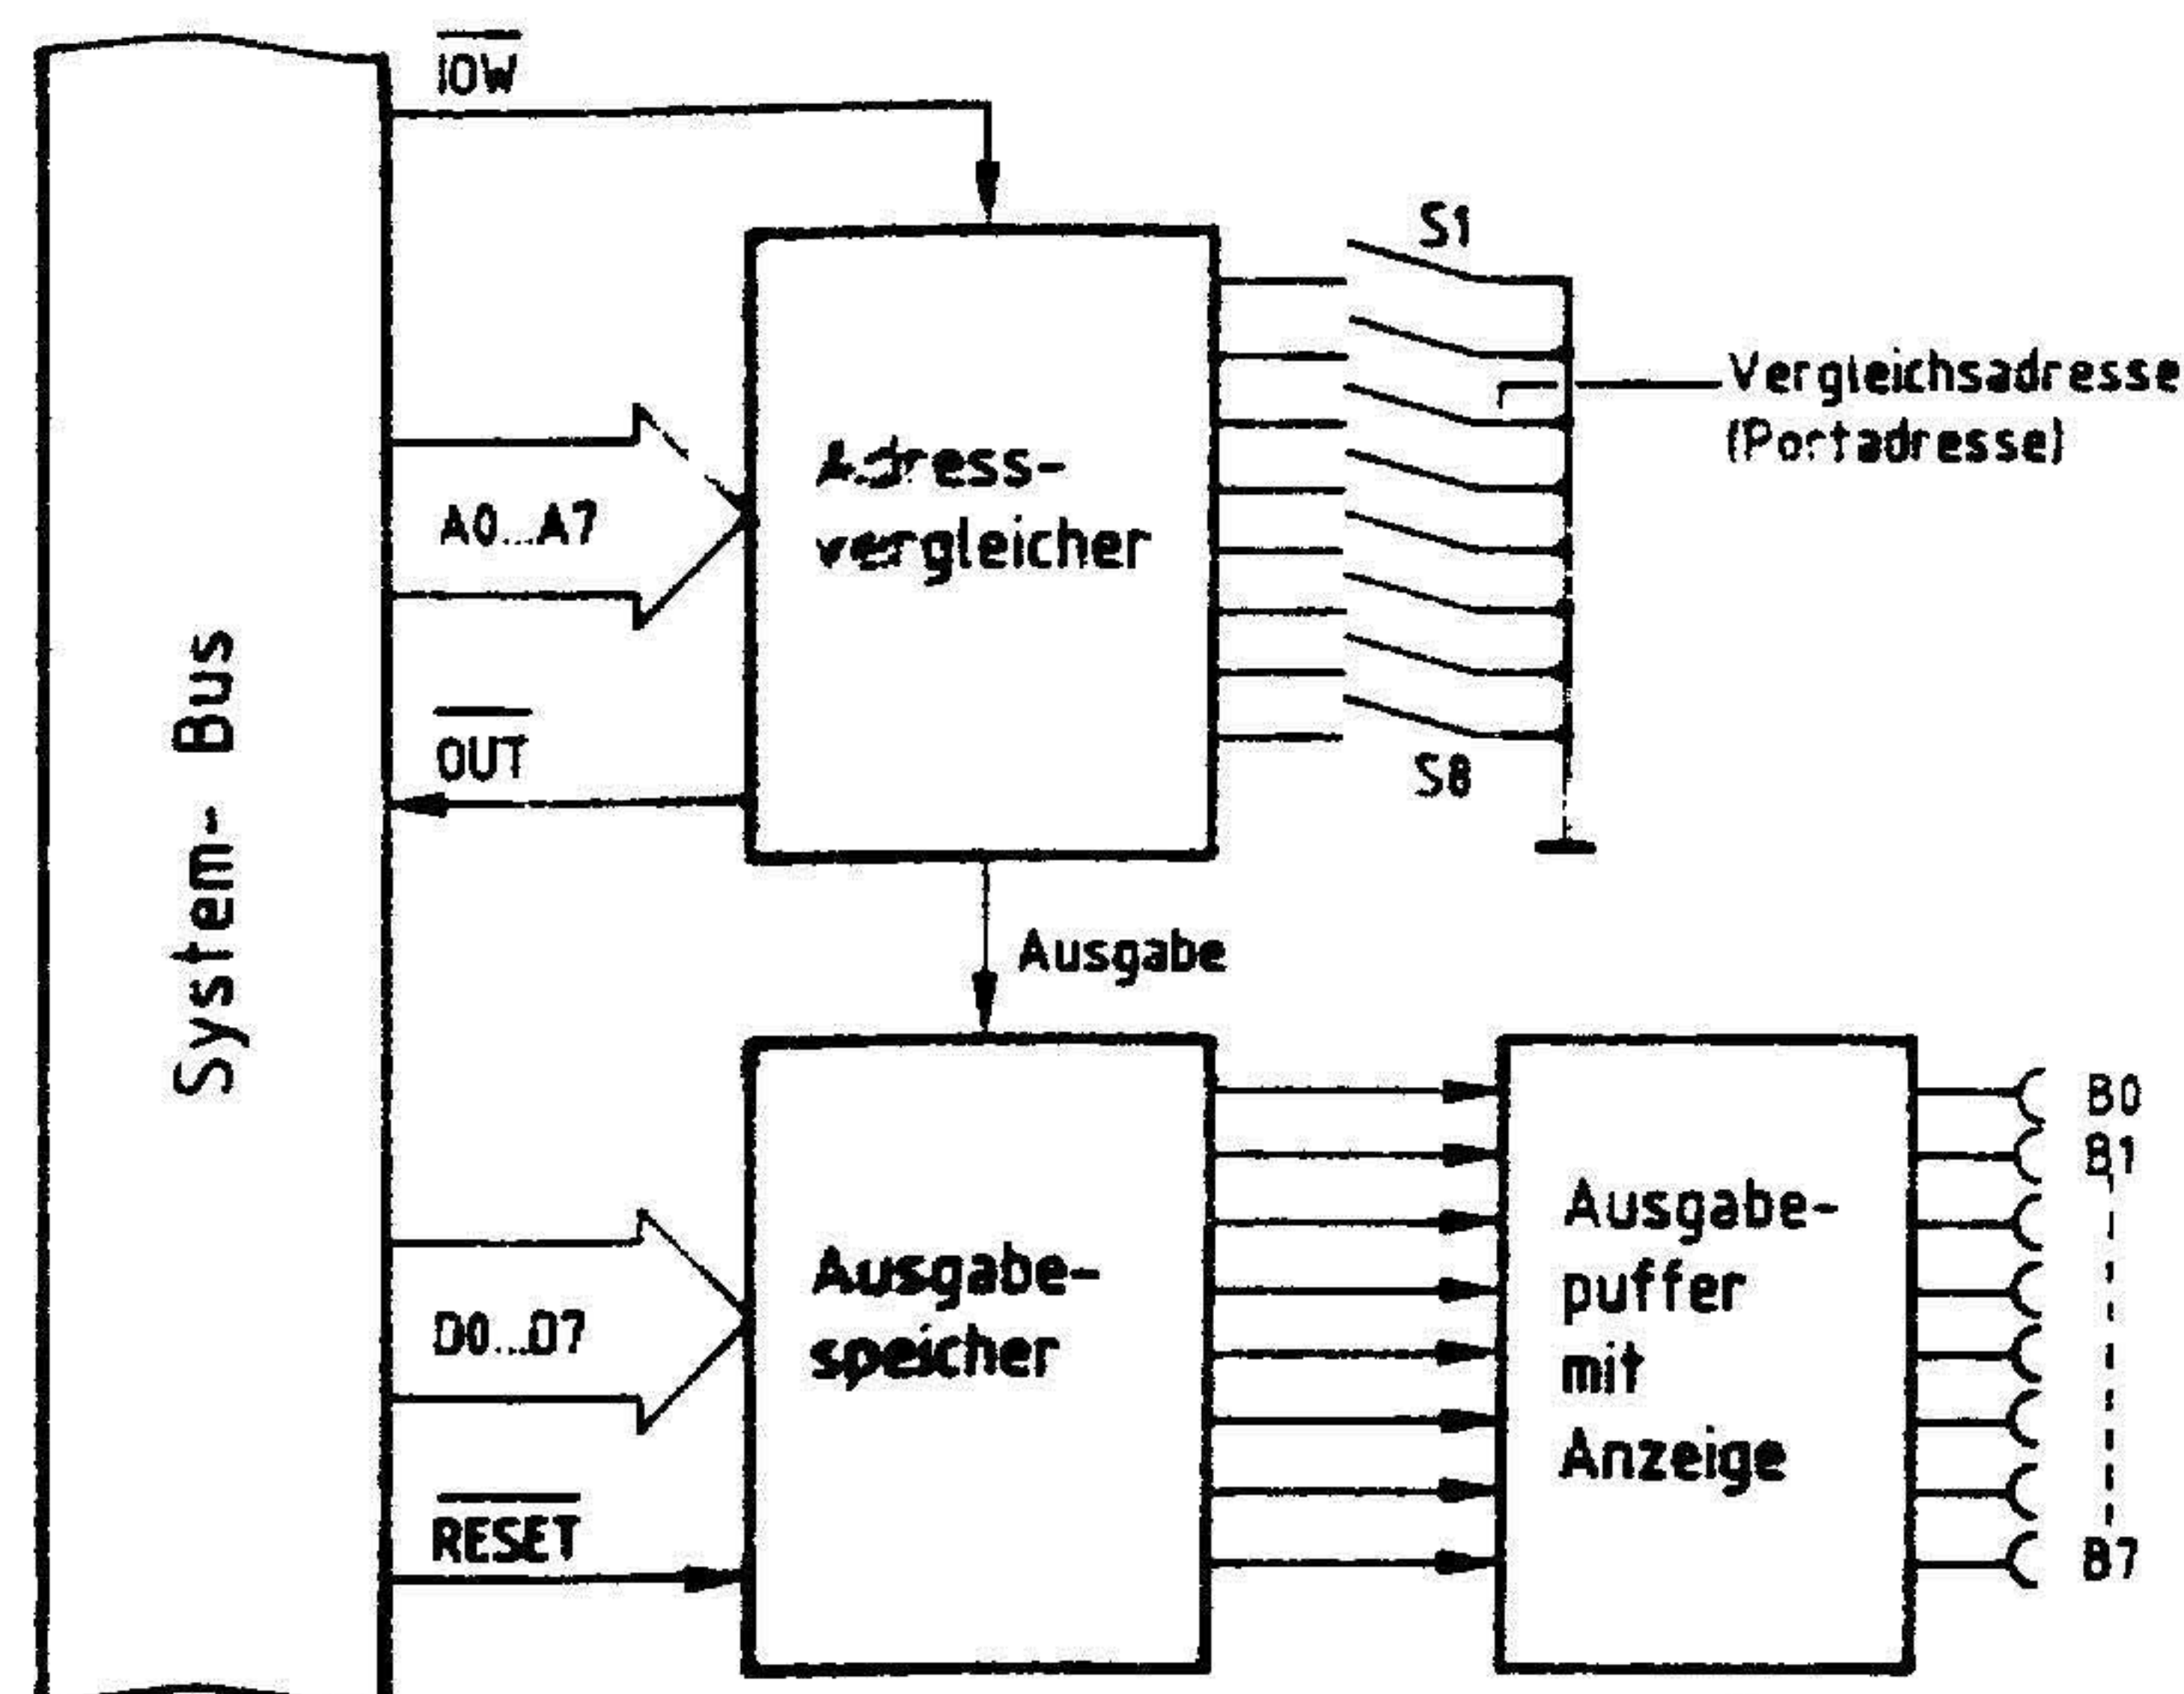 IOW
S1
Vergleichsadresse
(Portadresse)
Adress-
vergleicher
A0...A7
OUT
S8
System- Bus
Ausgabe
B0
B1
Ausgabe-
puffer
mit
Anzeige
Ausgabe-
speicher
D0...D7
RESET
B7